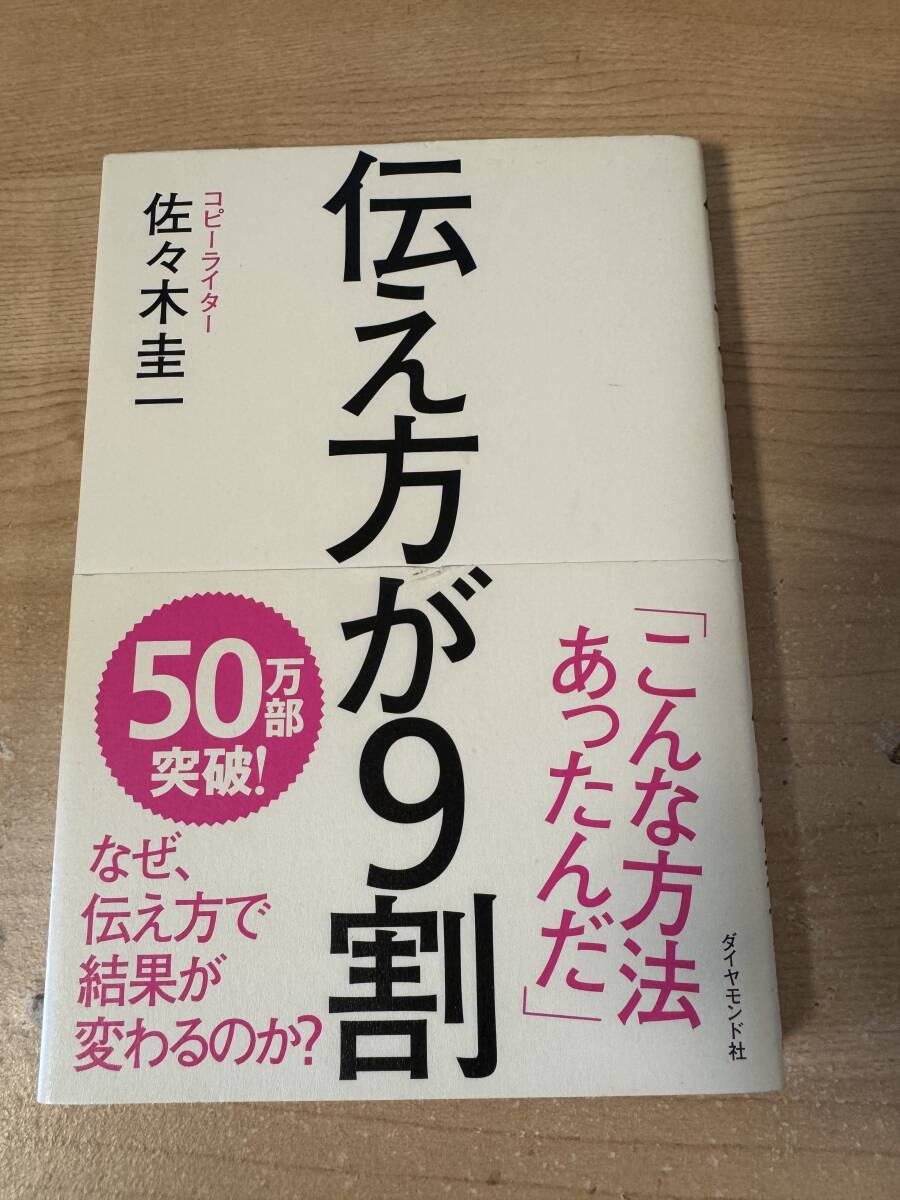 伝え方が9割
コピーライター
佐々木圭一
「こんな方法
あったんだ」
50万部
突破!
なぜ、
伝え方で
結果が
変わるのか?
ダイヤモンド社